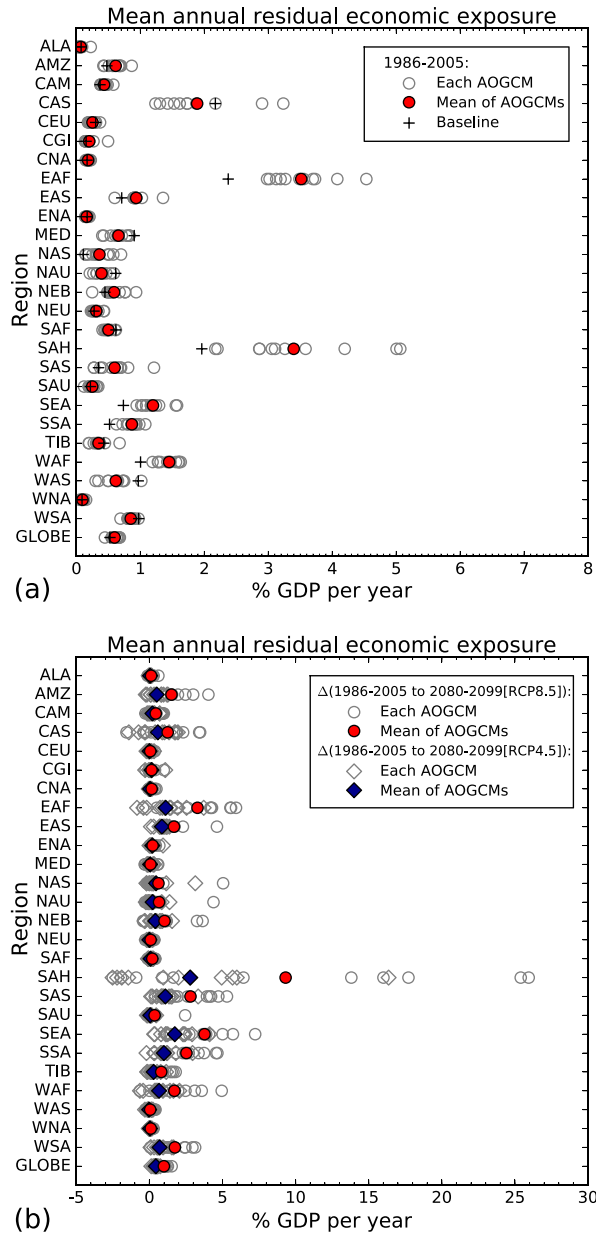 Mean annual residual economic exposure
ALA
AMZ
CAM
CAS
CEU
CGI
CNA
EAF
EAS
ENA
MED
NAS
NAU
NEB
NEU
SAF
SAH
SAS
SAU
SEA
SSA
TIB
WAF
WAS
WNA
WSA
GLOBE
Region
1986-2005:
Each AOGCM
Mean of AOGCMs
Baseline
0 1 2 3 4 5 6 7 8
% GDP per year
(a)
Mean annual residual economic exposure
ALA
AMZ
CAM
CAS
CEU
CGI
CNA
EAF
EAS
ENA
MED
NAS
NAU
NEB
NEU
SAF
SAH
SAS
SAU
SEA
SSA
TIB
WAF
WAS
WNA
WSA
GLOBE
Region
Δ(1986-2005 to 2080-2099[RCP8.5]):
Each AOGCM
Mean of AOGCMs
Δ(1986-2005 to 2080-2099[RCP4.5]):
Each AOGCM
Mean of AOGCMs
-5 0 5 10 15 20 25 30
% GDP per year
(b)